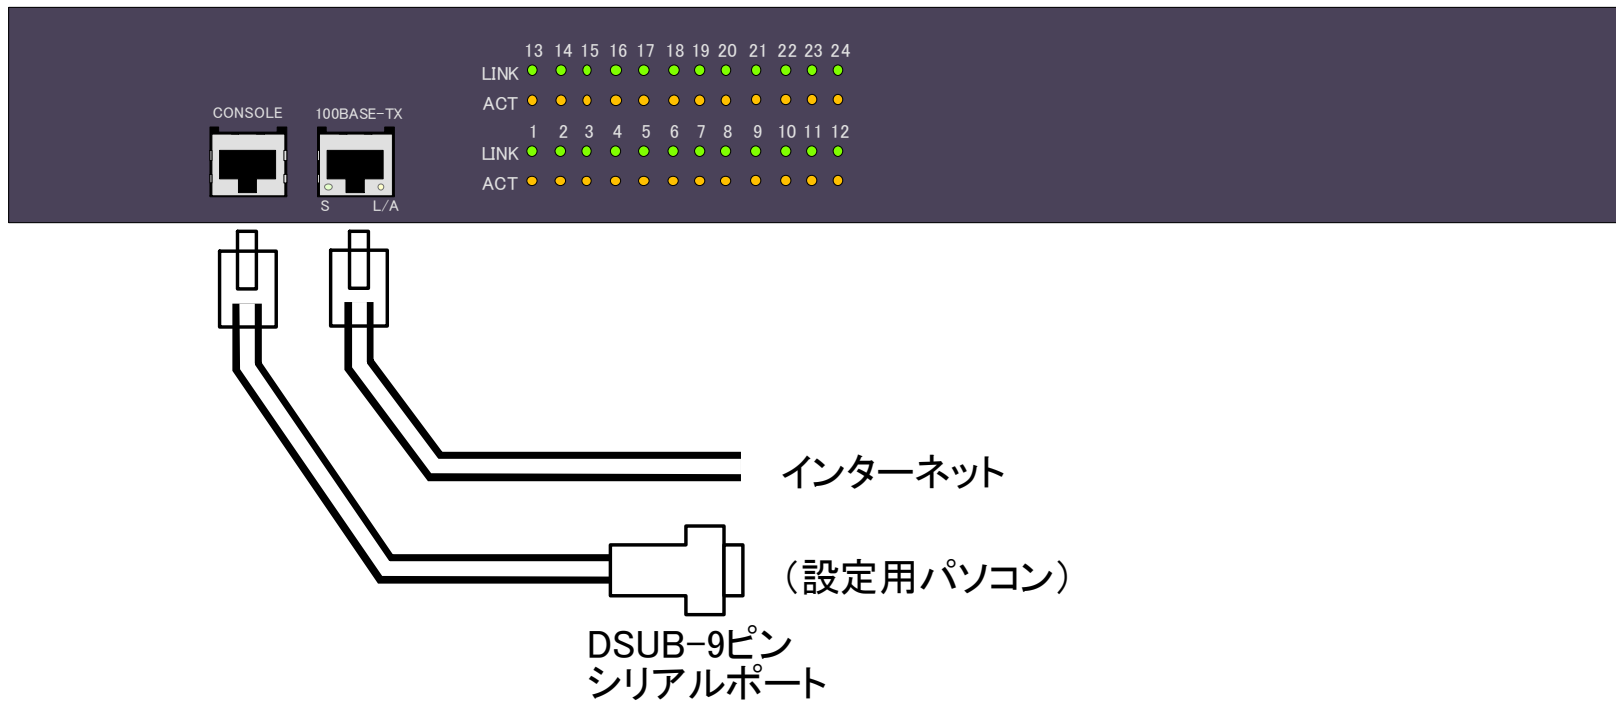 13 14 15 16 17 18 19 20 21 22 23 24
LINK
ACT
CONSOLE 100BASE-TX
1 2 3 4 5 6 7 8 9 10 11 12
LINK
ACT
S L/A
インターネット
（設定用パソコン）
DSUB-9ピン
シリアルポート